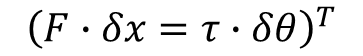 (F · δx = τ · δθ)ᵀ